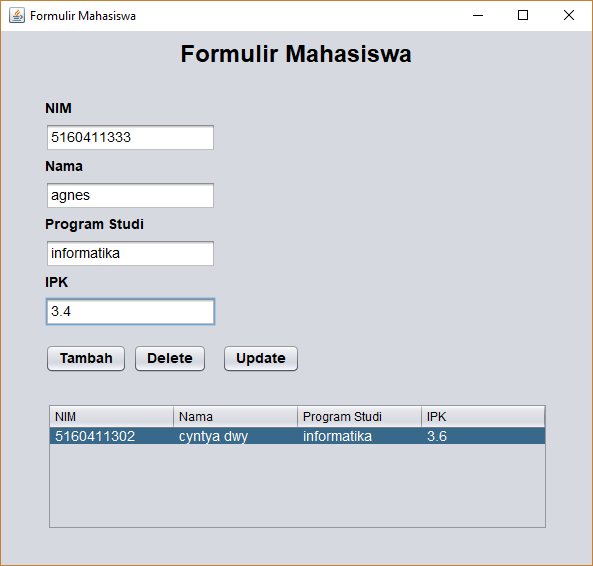 Formulir Mahasiswa
Formulir Mahasiswa
NIM
5160411333
Nama
agnes
Program Studi
informatika
IPK
3.4
Tambah Delete Update
NIM Nama Program Studi IPK
5160411302 cyntya dwy informatika 3.6